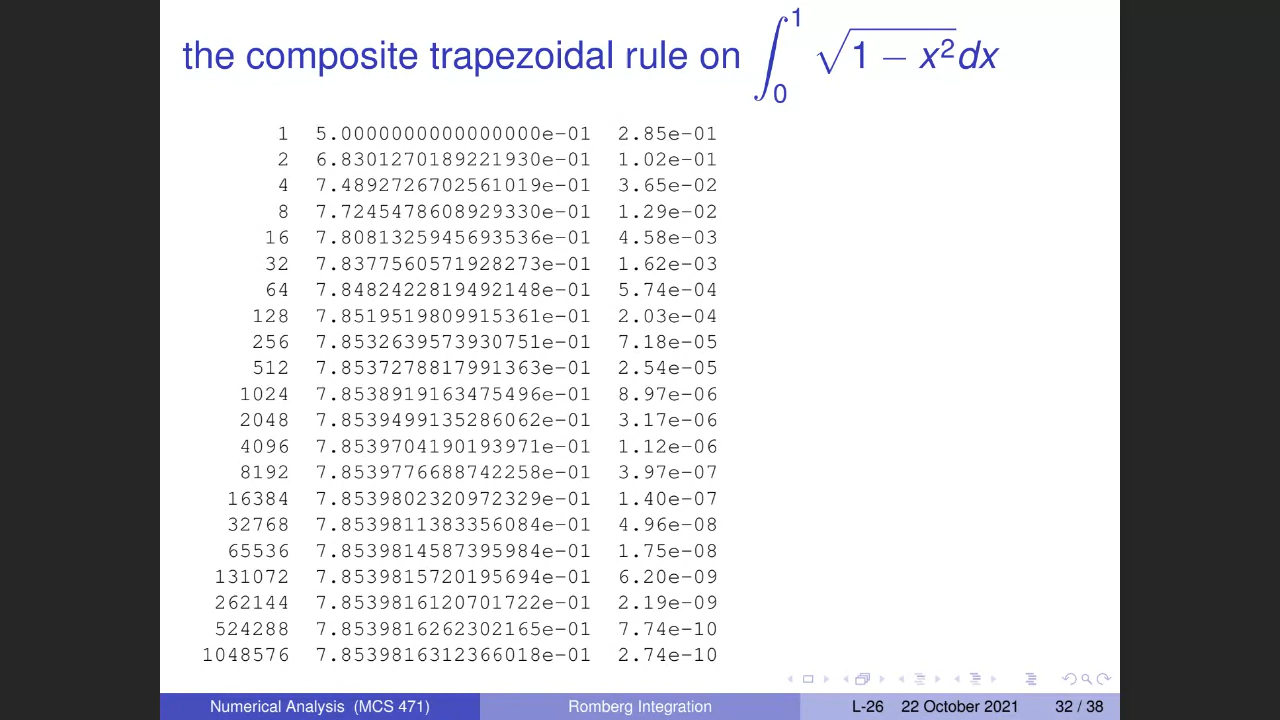 the composite trapezoidal rule on ∫₀¹ √(1 − x²)dx
1 5.0000000000000000e-01 2.85e-01
2 6.8301270189221930e-01 1.02e-01
4 7.4892726702561019e-01 3.65e-02
8 7.7245478608929330e-01 1.29e-02
16 7.8081325945693536e-01 4.58e-03
32 7.8377560571928273e-01 1.62e-03
64 7.8482422819492148e-01 5.74e-04
128 7.8519519809915361e-01 2.03e-04
256 7.8532639573930751e-01 7.18e-05
512 7.8537278817991363e-01 2.54e-05
1024 7.8538919163475496e-01 8.97e-06
2048 7.8539499135286062e-01 3.17e-06
4096 7.8539704190193971e-01 1.12e-06
8192 7.8539776688742258e-01 3.97e-07
16384 7.8539802320972329e-01 1.40e-07
32768 7.8539811383356084e-01 4.96e-08
65536 7.8539814587395984e-01 1.75e-08
131072 7.8539815720195694e-01 6.20e-09
262144 7.8539816120701722e-01 2.19e-09
524288 7.8539816262302165e-01 7.74e-10
1048576 7.8539816312366018e-01 2.74e-10
Numerical Analysis (MCS 471) Romberg Integration L-26 22 October 2021 32 / 38